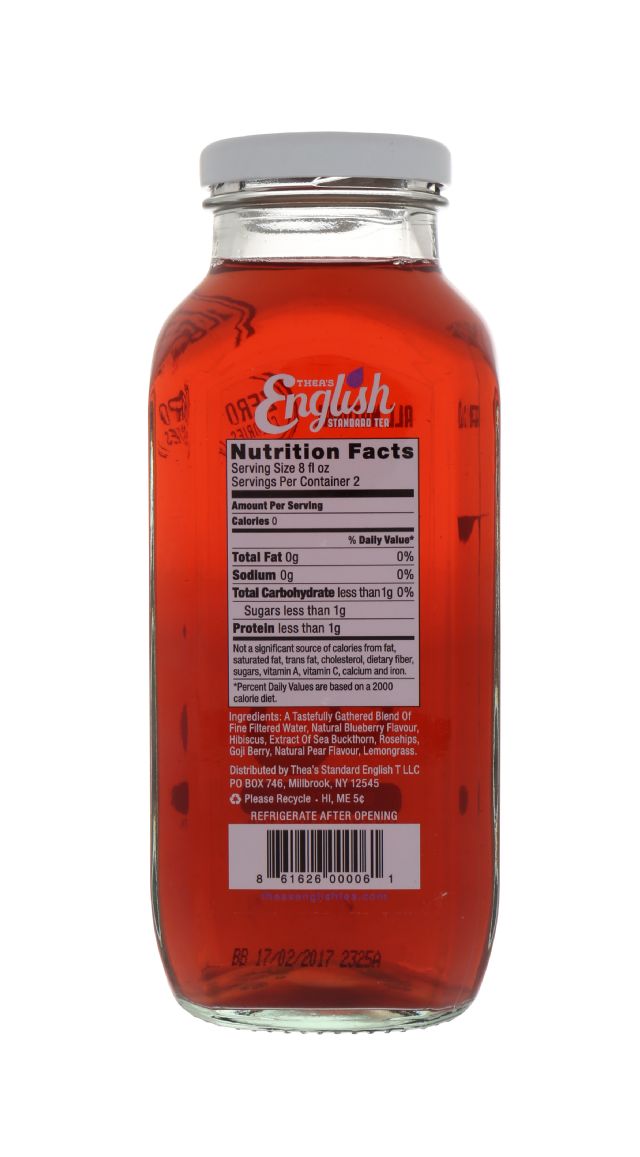 THEA'S
English
STANDARD TEA
Nutrition Facts
Serving Size 8 fl oz
Servings Per Container 2
Amount Per Serving
Calories 0
% Daily Value*
Total Fat 0g 0%
Sodium 0g 0%
Total Carbohydrate less than 1g 0%
Sugars less than 1g
Protein less than 1g
Not a significant source of calories from fat,
saturated fat, trans fat, cholesterol, dietary fiber,
sugars, vitamin A, vitamin C, calcium and iron.
*Percent Daily Values are based on a 2000
calorie diet.
Ingredients: A Tastefully Gathered Blend Of
Fine Filtered Water, Natural Blueberry Flavour,
Hibiscus, Extract Of Sea Buckthorn, Rosehips,
Goji Berry, Natural Pear Flavour, Lemongrass.
Distributed by Thea's Standard English T LLC
PO BOX 746, Millbrook, NY 12545
Please Recycle • HI, ME 5¢
REFRIGERATE AFTER OPENING
8 61626 00006 1
theasenglishtea.com
BB 17/02/2017 2325A